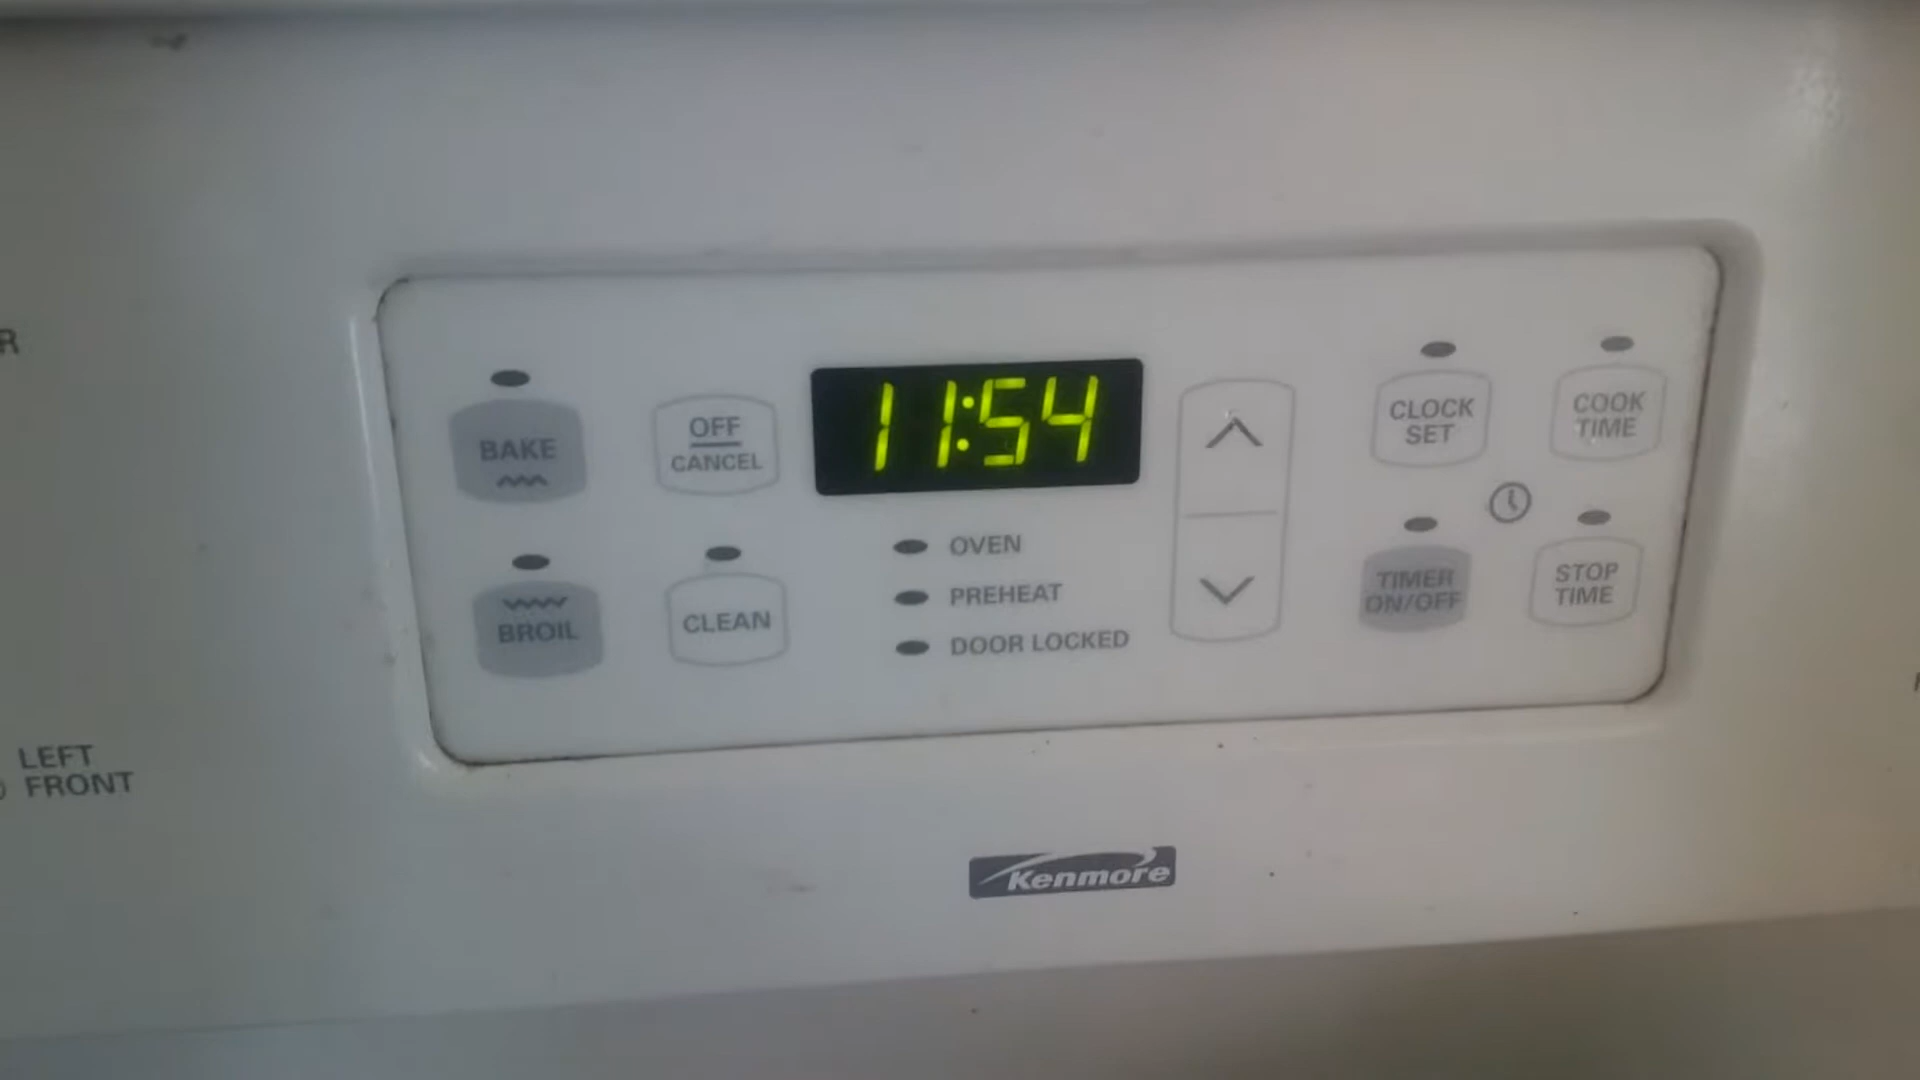 R
BAKE
OFF
CANCEL
11:54
CLOCK
SET
COOK
TIME
BROIL
CLEAN
OVEN
PREHEAT
DOOR LOCKED
TIMER
ON/OFF
STOP
TIME
LEFT
FRONT
Kenmore